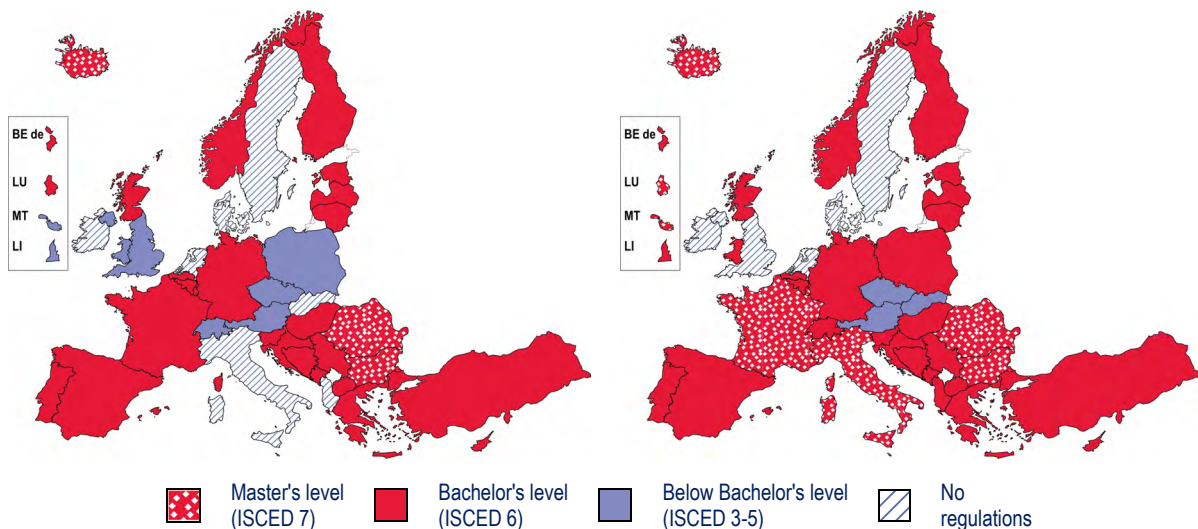 BE de
LU
MT
LI
BE de
LU
MT
LI
Master's level
(ISCED 7)
Bachelor's level
(ISCED 6)
Below Bachelor's level
(ISCED 3-5)
No
regulations